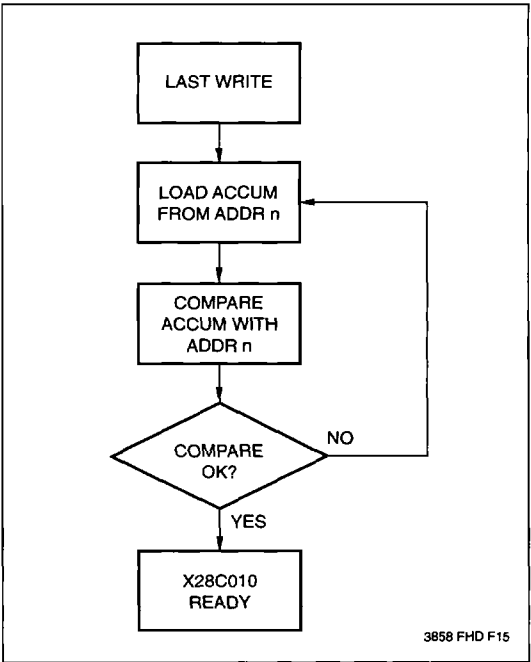 LAST WRITE
LOAD ACCUM
FROM ADDR n
COMPARE
ACCUM WITH
ADDR n
COMPARE
OK?
NO
YES
X28C010
READY
3858 FHD F15